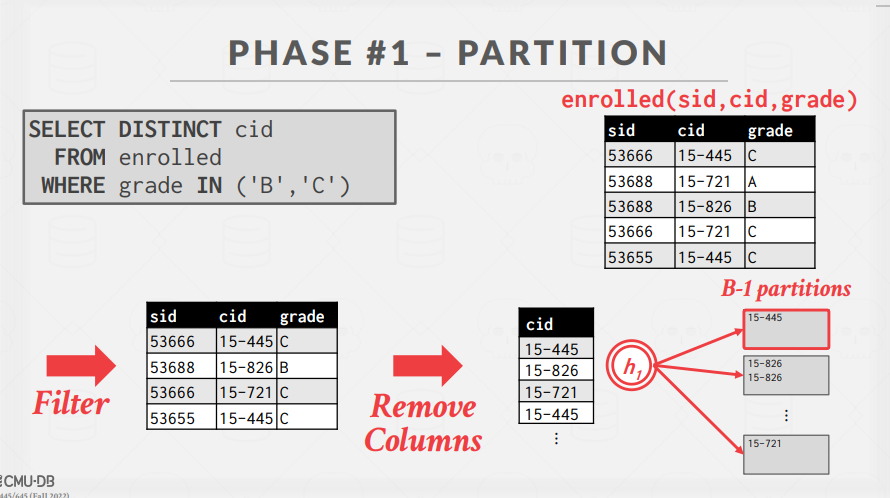 PHASE #1 – PARTITION
SELECT DISTINCT cid
FROM enrolled
WHERE grade IN ('B','C')
enrolled(sid,cid,grade)
sid cid grade
53666 15-445 C
53688 15-721 A
53688 15-826 B
53666 15-721 C
53655 15-445 C
Filter
sid cid grade
53666 15-445 C
53688 15-826 B
53666 15-721 C
53655 15-445 C
Remove
Columns
cid
15-445
15-826
15-721
15-445
⋮
h₁
B-1 partitions
15-445
15-826
15-826
⋮
15-721
CMU·DB
445/645 (Fall 2022)